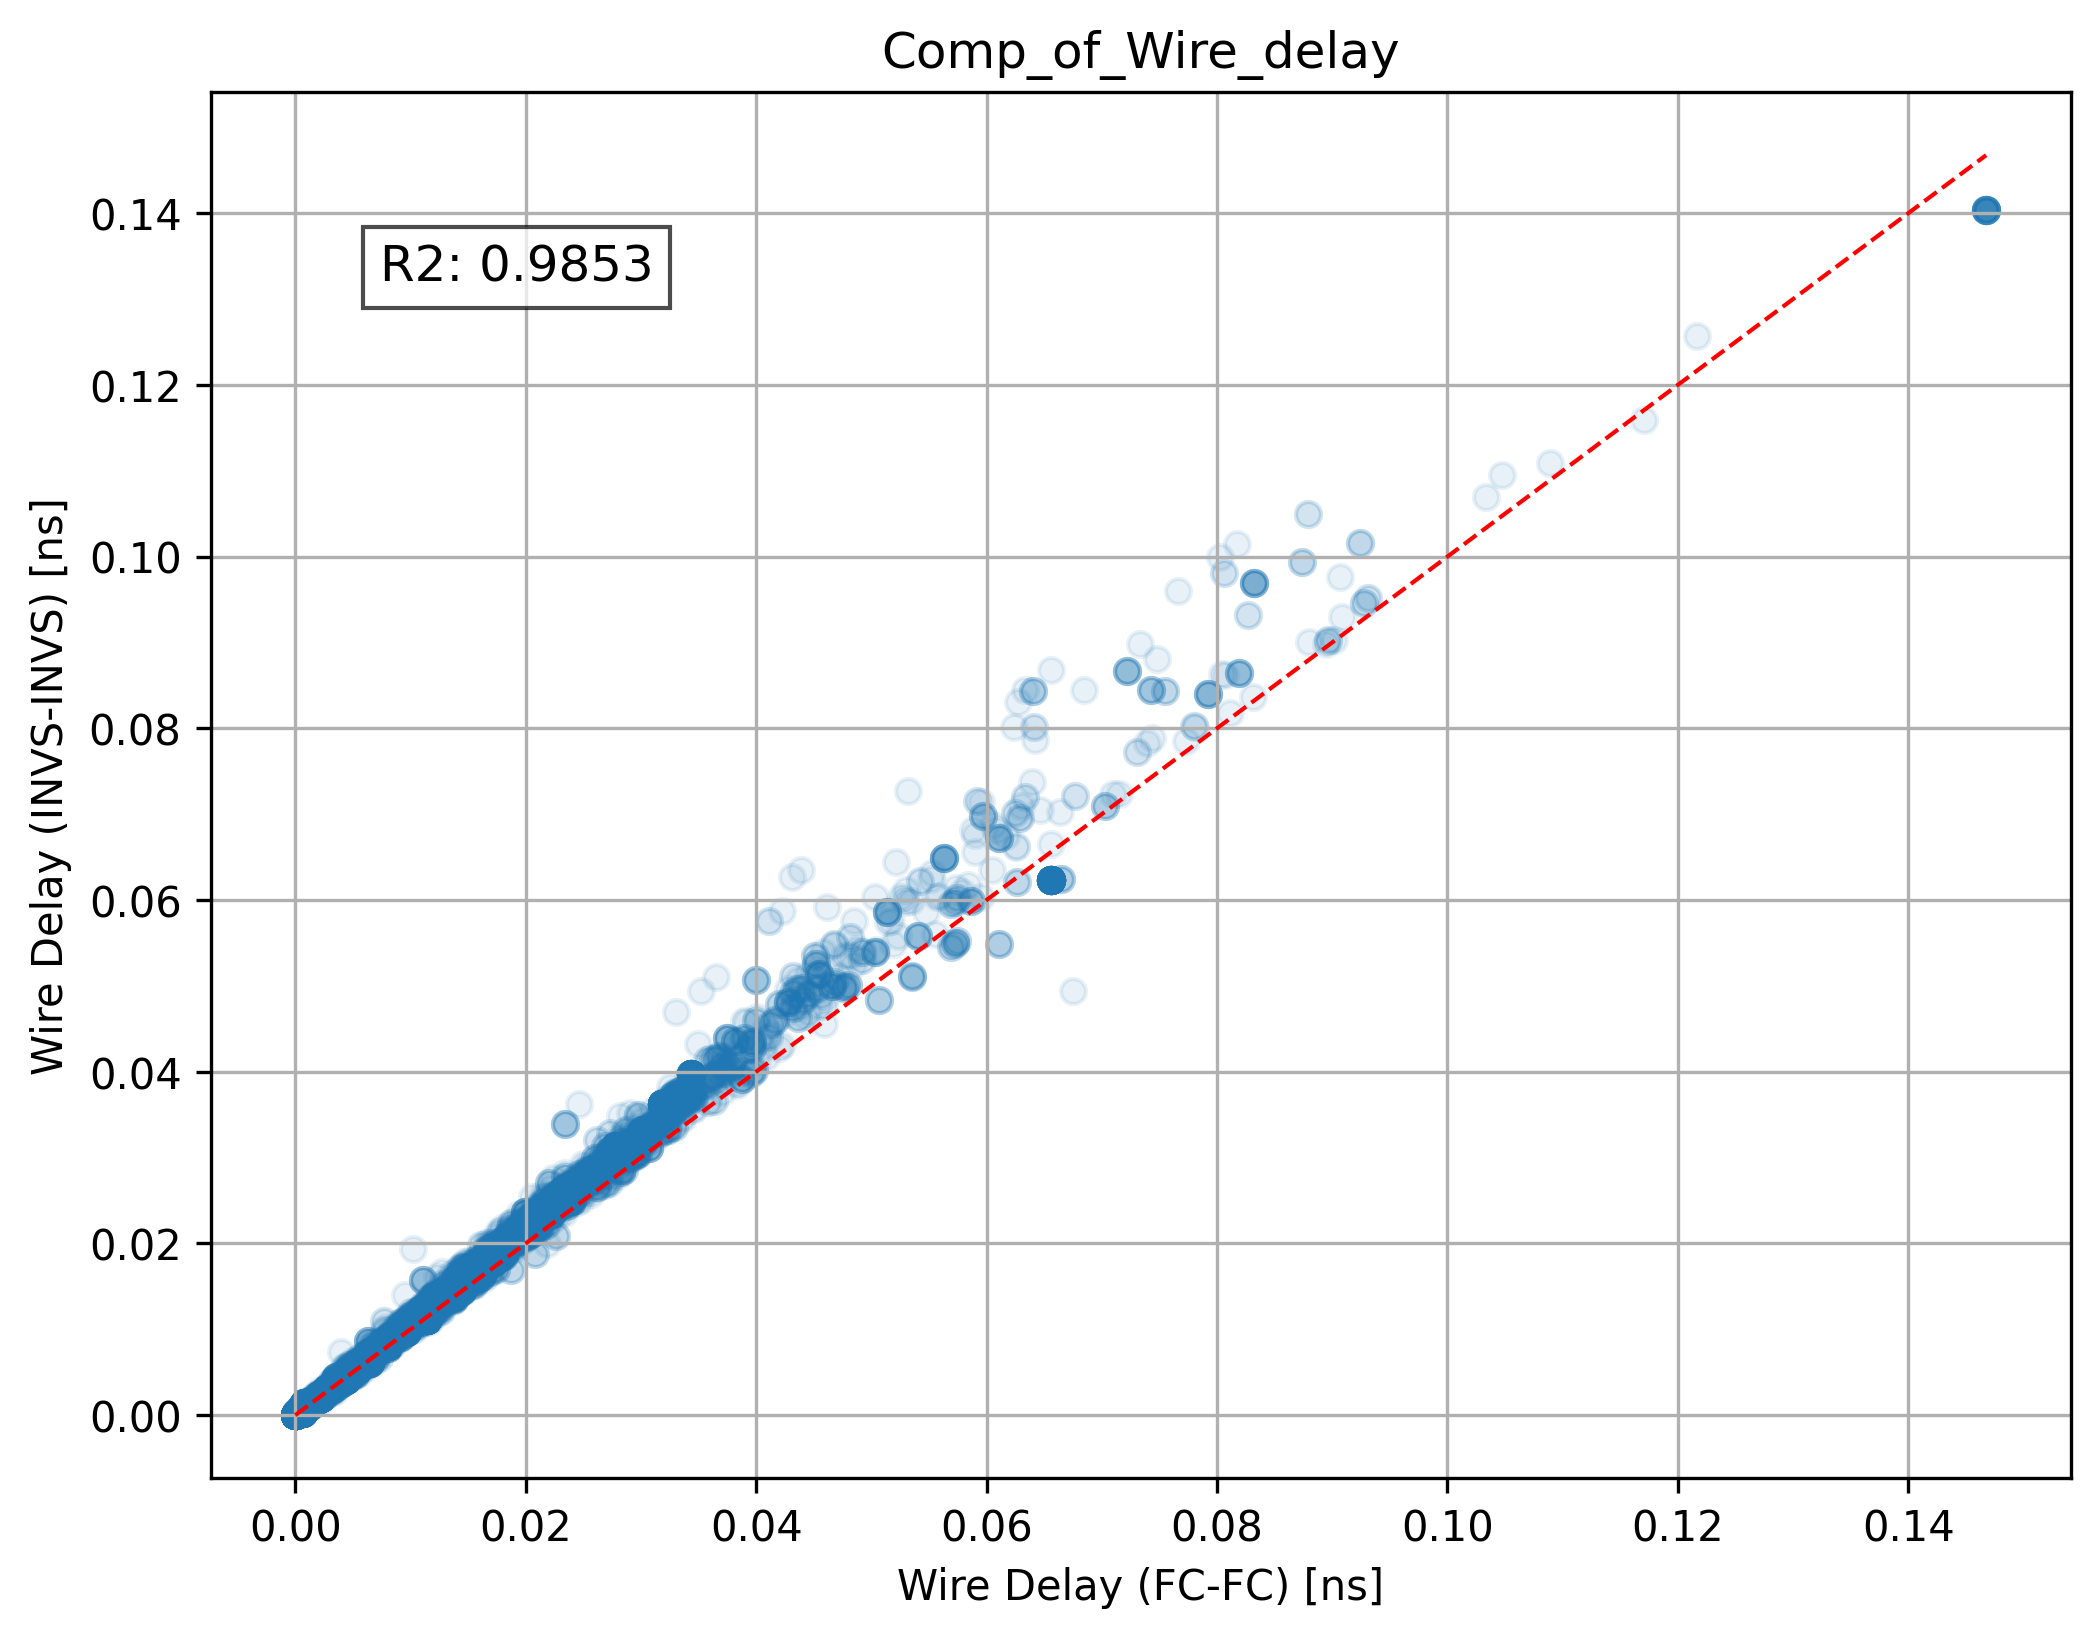 Comp_of_Wire_delay
R2: 0.9853
Wire Delay (INVS-INVS) [ns]
0.14
0.12
0.10
0.08
0.06
0.04
0.02
0.00
0.00 0.02 0.04 0.06 0.08 0.10 0.12 0.14
Wire Delay (FC-FC) [ns]